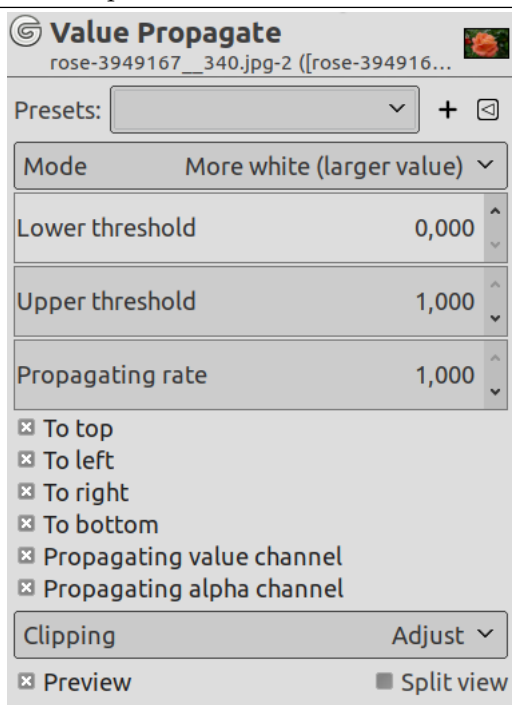 Value Propagate
rose-3949167__340.jpg-2 ([rose-394916...
Presets:
Mode More white (larger value)
Lower threshold 0,000
Upper threshold 1,000
Propagating rate 1,000
To top
To left
To right
To bottom
Propagating value channel
Propagating alpha channel
Clipping Adjust
Preview Split view